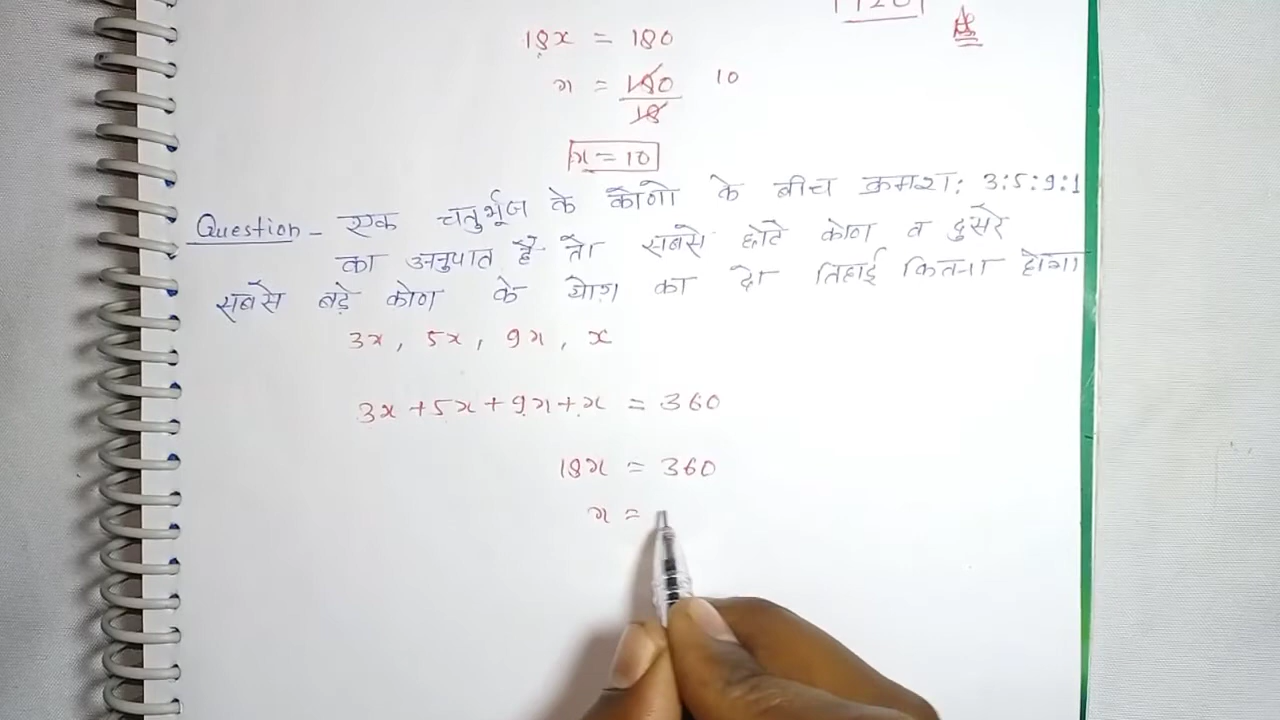 18x = 180
x = 180/18 10
x = 10
Question - एक चतुर्भूज के कोणो के बीच क्रमश: 3:5:9:1
का अनुपात है तो सबसे छोटे कोण व दुसरे
सबसे बड़े कोण के योग का दो तिहाई कितना होगा
3x, 5x, 9x, x
3x + 5x + 9x + x = 360
18x = 360
x =